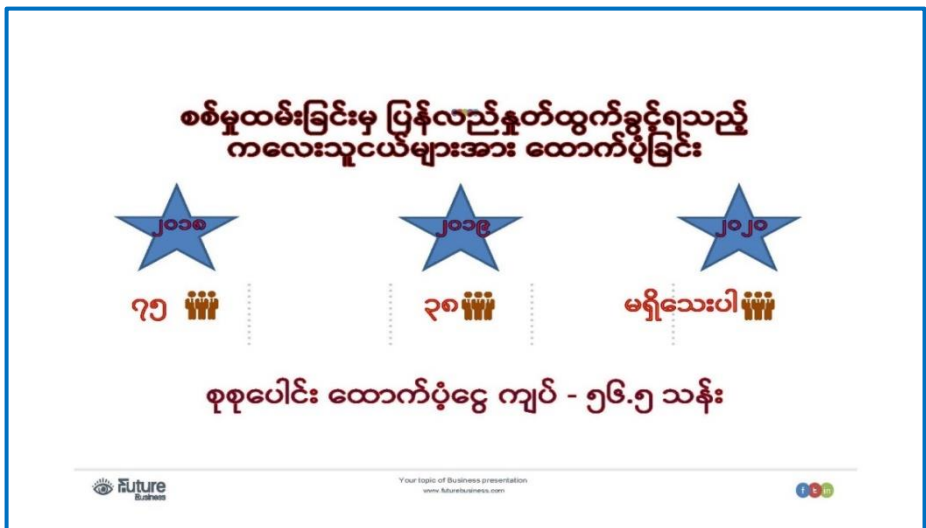 စစ်မှုထမ်းခြင်းမှ ပြန်လည်နှုတ်ထွက်ခွင့်ရသည့်
ကလေးသူငယ်များအား ထောက်ပံ့ခြင်း
၂၀၁၈
၂၀၁၉
၂၀၂၀
၇၅
၃၈
မရှိသေးပါ
စုစုပေါင်း ထောက်ပံ့ငွေ ကျပ် - ၅၆.၅ သန်း
Future
Business
Your topic of Business presentation
www.futurebusiness.com
f t in